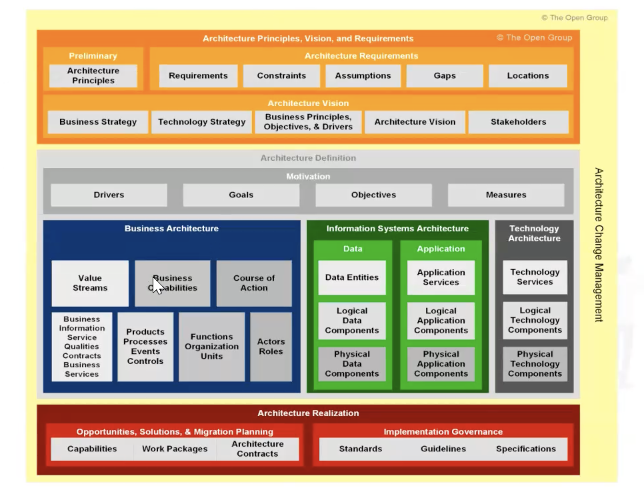 © The Open Group
Architecture Principles, Vision, and Requirements
© The Open Group
Preliminary
Architecture
Principles
Architecture Requirements
Requirements
Constraints
Assumptions
Gaps
Locations
Architecture Vision
Business Strategy
Technology Strategy
Business Principles,
Objectives, & Drivers
Architecture Vision
Stakeholders
Architecture Definition
Motivation
Drivers
Goals
Objectives
Measures
Business Architecture
Value
Streams
Business
Capabilities
Course of
Action
Business
Information
Service
Qualities
Contracts
Business
Services
Products
Processes
Events
Controls
Functions
Organization
Units
Actors
Roles
Information Systems Architecture
Data
Data Entities
Logical
Data
Components
Physical
Data
Components
Application
Application
Services
Logical
Application
Components
Physical
Application
Components
Technology
Architecture
Technology
Services
Logical
Technology
Components
Physical
Technology
Components
Architecture Realization
Opportunities, Solutions, & Migration Planning
Capabilities
Work Packages
Architecture
Contracts
Implementation Governance
Standards
Guidelines
Specifications
Architecture Change Management